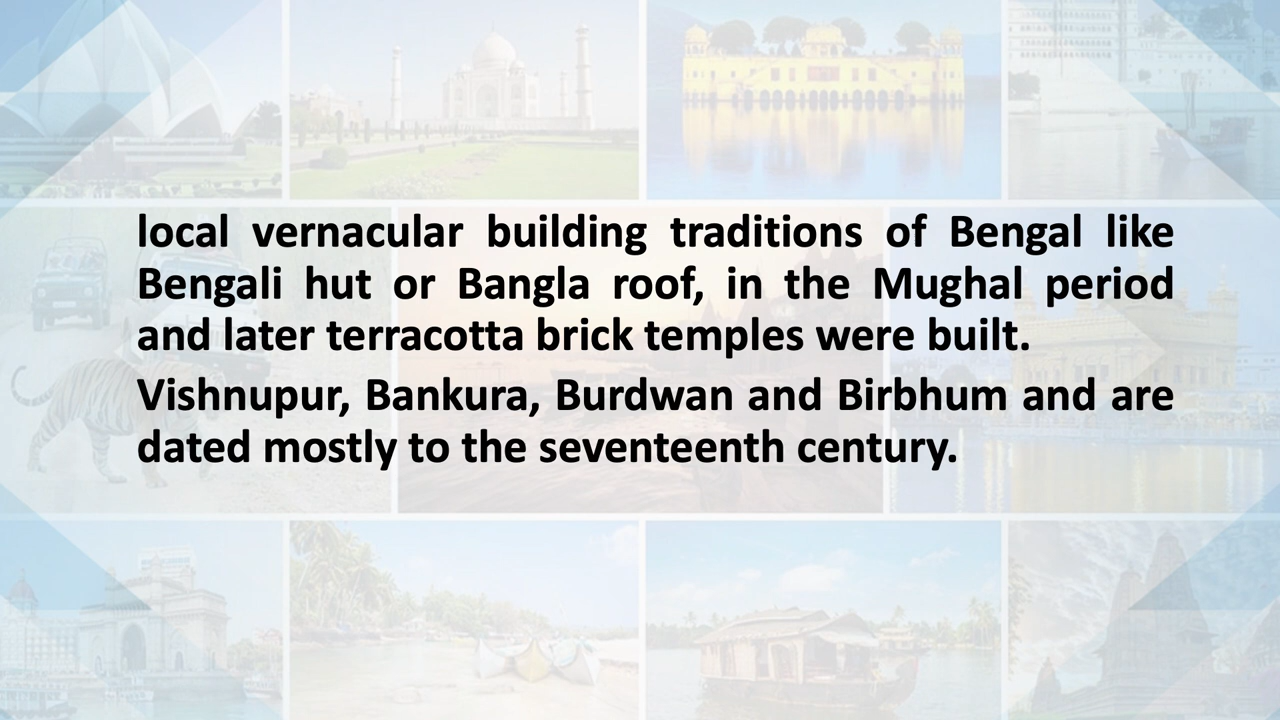 local vernacular building traditions of Bengal like
Bengali hut or Bangla roof, in the Mughal period
and later terracotta brick temples were built.
Vishnupur, Bankura, Burdwan and Birbhum and are
dated mostly to the seventeenth century.